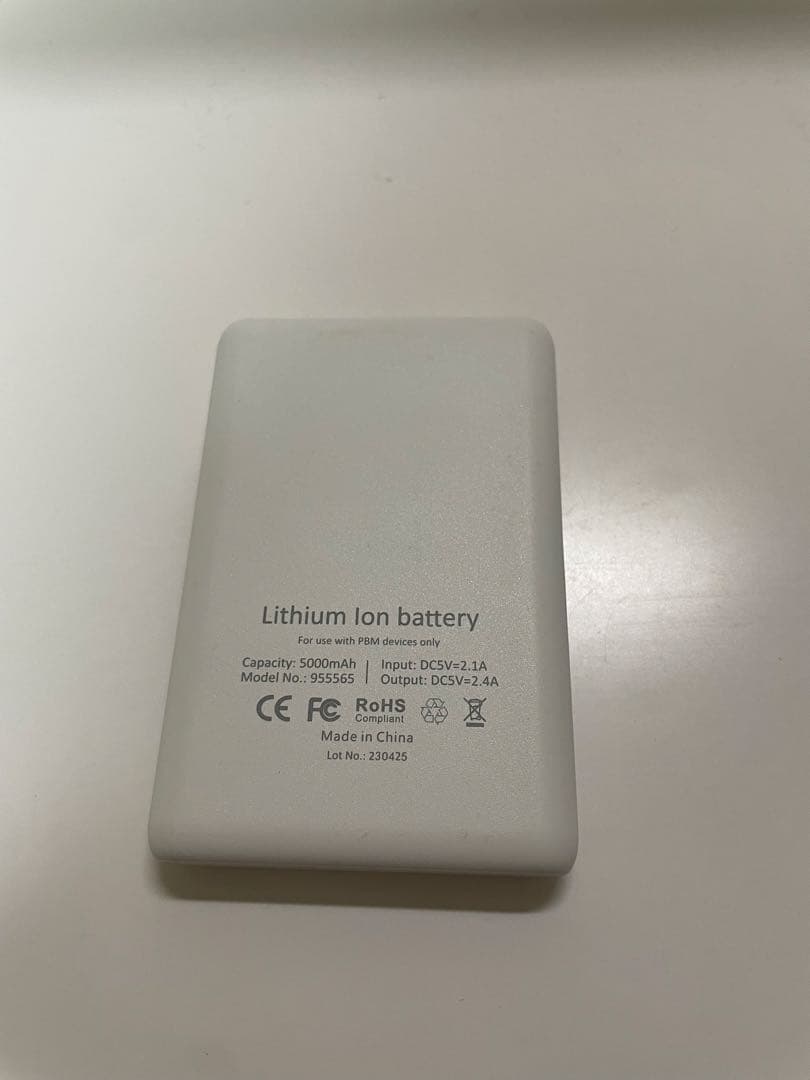 Lithium Ion battery
For use with PBM devices only
Capacity: 5000mAh | Input: DC5V=2.1A
Model No.: 955565 | Output: DC5V=2.4A
CE FC RoHS
Compliant
Made in China
Lot No.: 230425